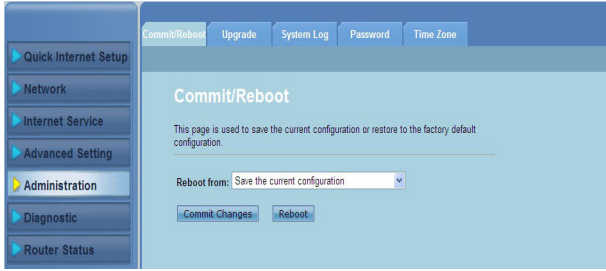 Commit/Reboot Upgrade System Log Password Time Zone
Quick Internet Setup
Network
Internet Service
Advanced Setting
Administration
Diagnostic
Router Status
Commit/Reboot
This page is used to save the current configuration or restore to the factory default
configuration.
Reboot from: Save the current configuration
Commit Changes Reboot